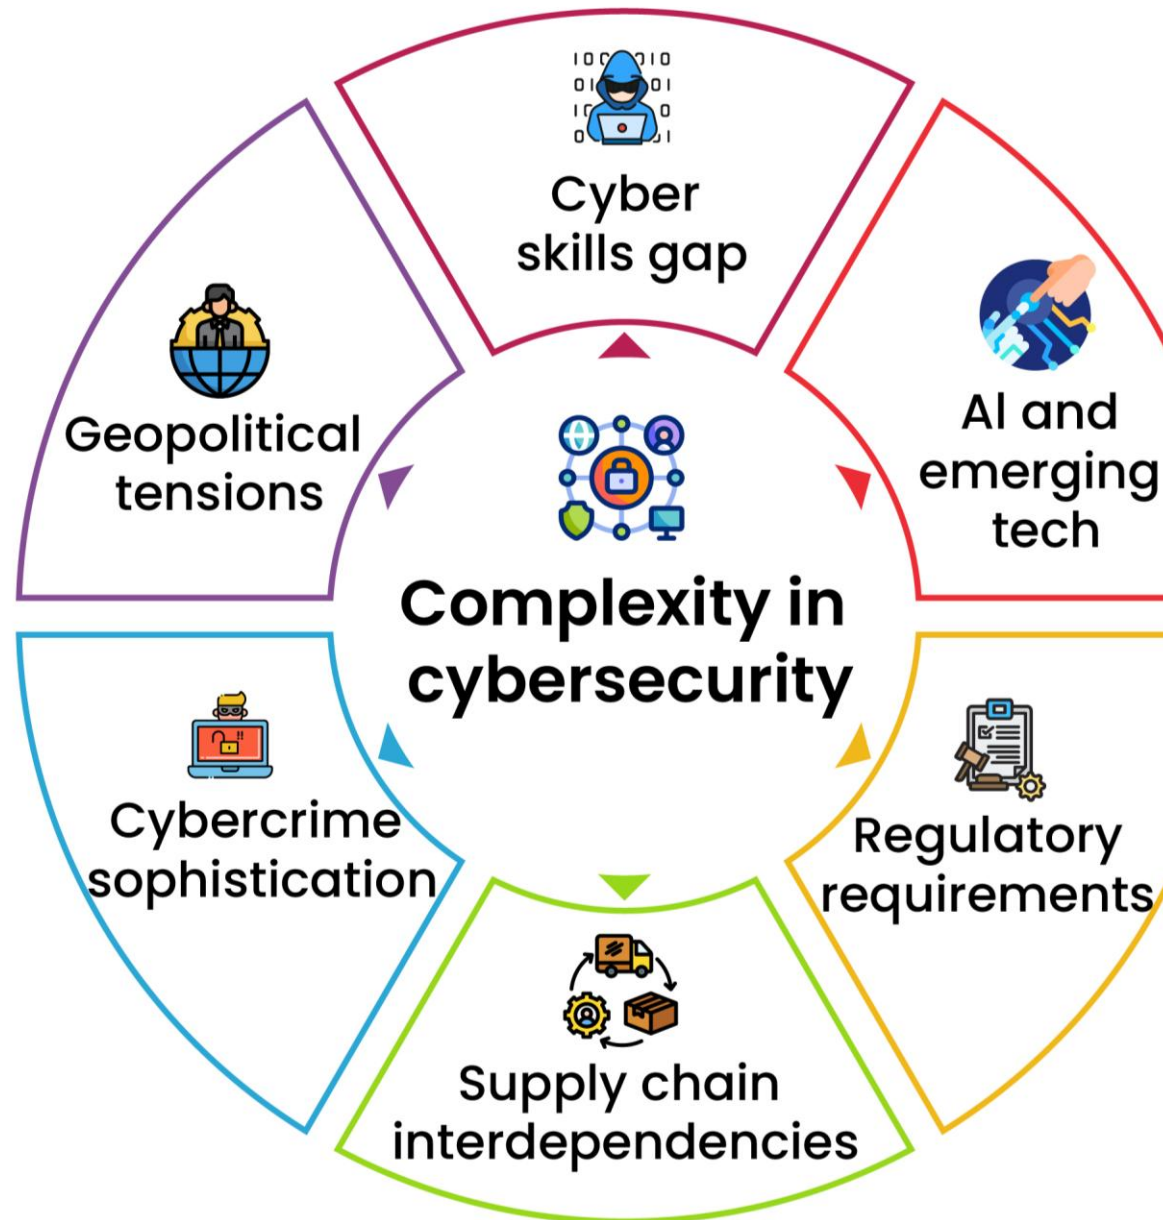 Cyber
skills gap
AI and
emerging
tech
Regulatory
requirements
Supply chain
interdependencies
Cybercrime
sophistication
Geopolitical
tensions
Complexity in
cybersecurity